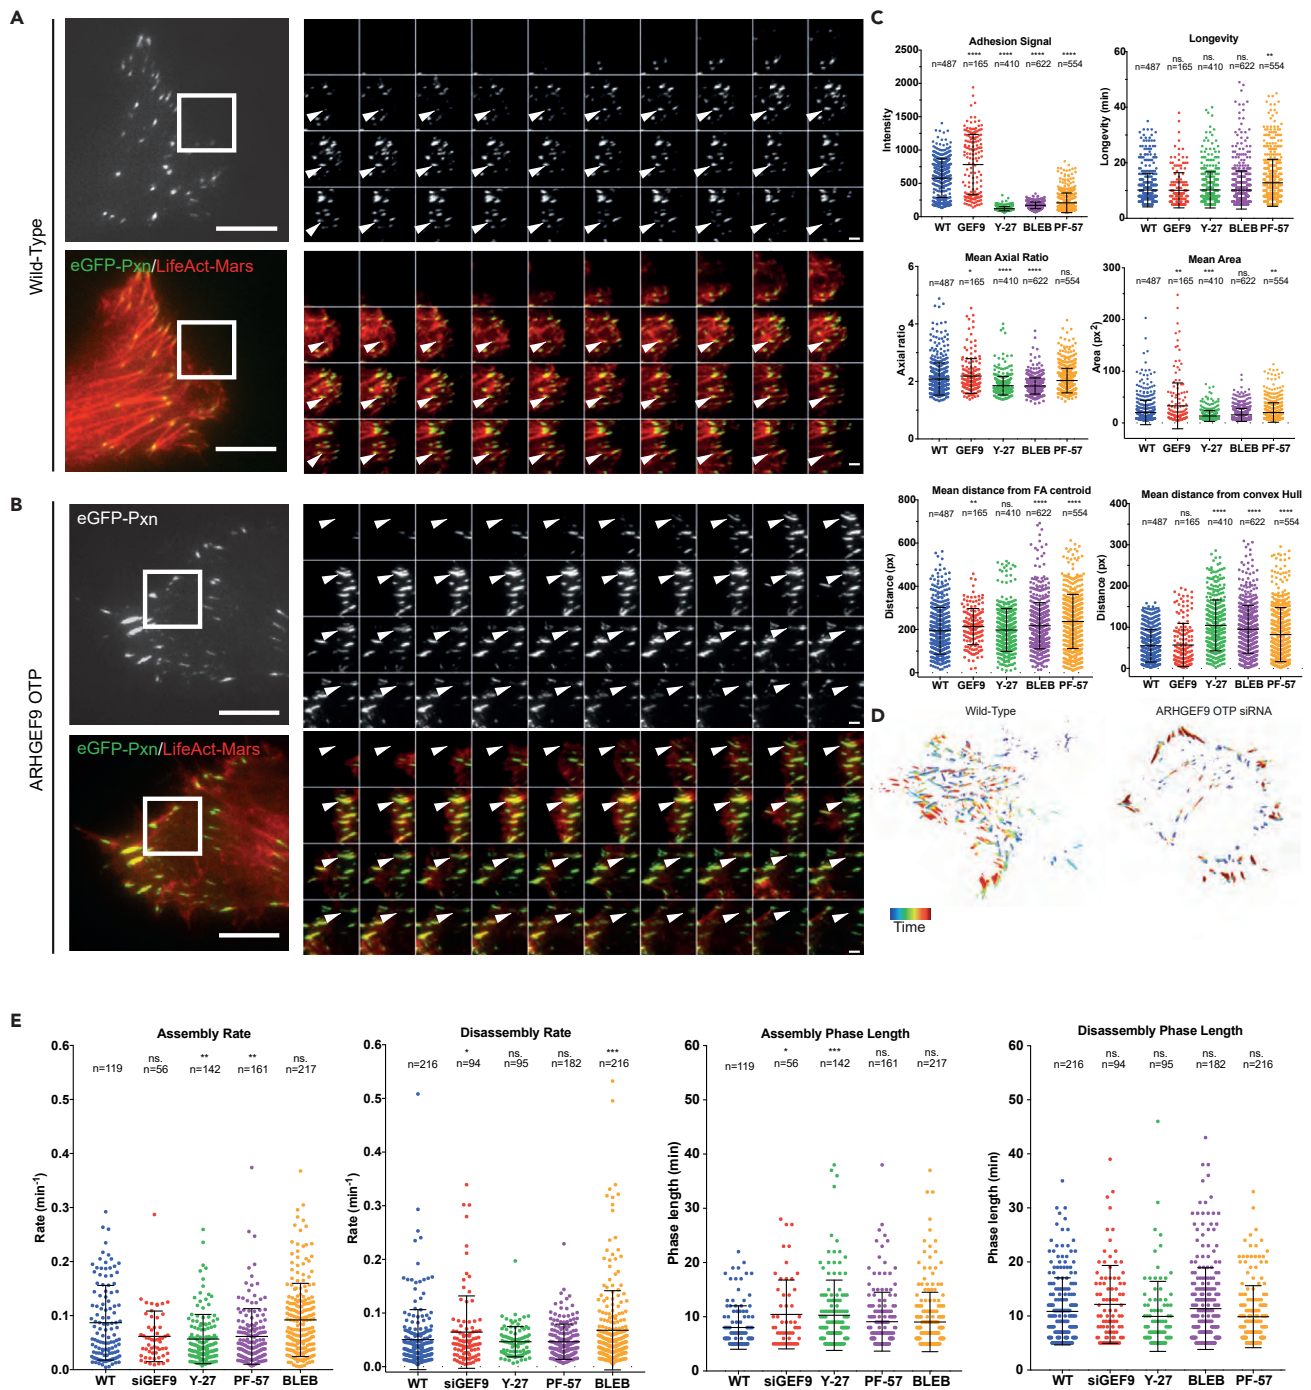 A
Wild-Type
eGFP-Pxn/LifeAct-Mars
B
ARHGEF9 OTP
eGFP-Pxn
eGFP-Pxn/LifeAct-Mars
C
Adhesion Signal
2500
2000
1500
1000
500
0
Intensity
**** **** **** ****
n=487 n=165 n=410 n=622 n=554
WT GEF9 Y-27 BLEB PF-57
Longevity
60
40
20
0
Longevity (min)
ns. ns. ns. **
n=487 n=165 n=410 n=622 n=554
WT GEF9 Y-27 BLEB PF-57
Mean Axial Ratio
6
4
2
0
Axial ratio
* **** **** ns.
n=487 n=165 n=410 n=622 n=554
WT GEF9 Y-27 BLEB PF-57
Mean Area
300
200
100
0
Area (px²)
** *** ns. **
n=487 n=165 n=410 n=622 n=554
WT GEF9 Y-27 BLEB PF-57
Mean distance from FA centroid
800
600
400
200
0
Distance (px)
** ns. **** ****
n=487 n=165 n=410 n=622 n=554
WT GEF9 Y-27 BLEB PF-57
Mean distance from convex Hull
400
300
200
100
0
Distance (px)
ns. **** **** ****
n=487 n=165 n=410 n=622 n=554
WT GEF9 Y-27 BLEB PF-57
D
Wild-Type
ARHGEF9 OTP siRNA
Time
E
Assembly Rate
0.6
0.5
0.4
0.3
0.2
0.1
0.0
Rate (min⁻¹)
ns. ** ** ns.
n=119 n=56 n=142 n=161 n=217
WT siGEF9 Y-27 PF-57 BLEB
Disassembly Rate
0.6
0.5
0.4
0.3
0.2
0.1
0.0
Rate (min⁻¹)
* ns. ns. ***
n=216 n=94 n=95 n=182 n=216
WT siGEF9 Y-27 PF-57 BLEB
Assembly Phase Length
60
50
40
30
20
10
0
Phase length (min)
* *** ns. ns.
n=119 n=56 n=142 n=161 n=217
WT siGEF9 Y-27 PF-57 BLEB
Disassembly Phase Length
60
50
40
30
20
10
0
Phase length (min)
ns. ns. ns. ns.
n=216 n=94 n=95 n=182 n=216
WT siGEF9 Y-27 BLEB PF-57